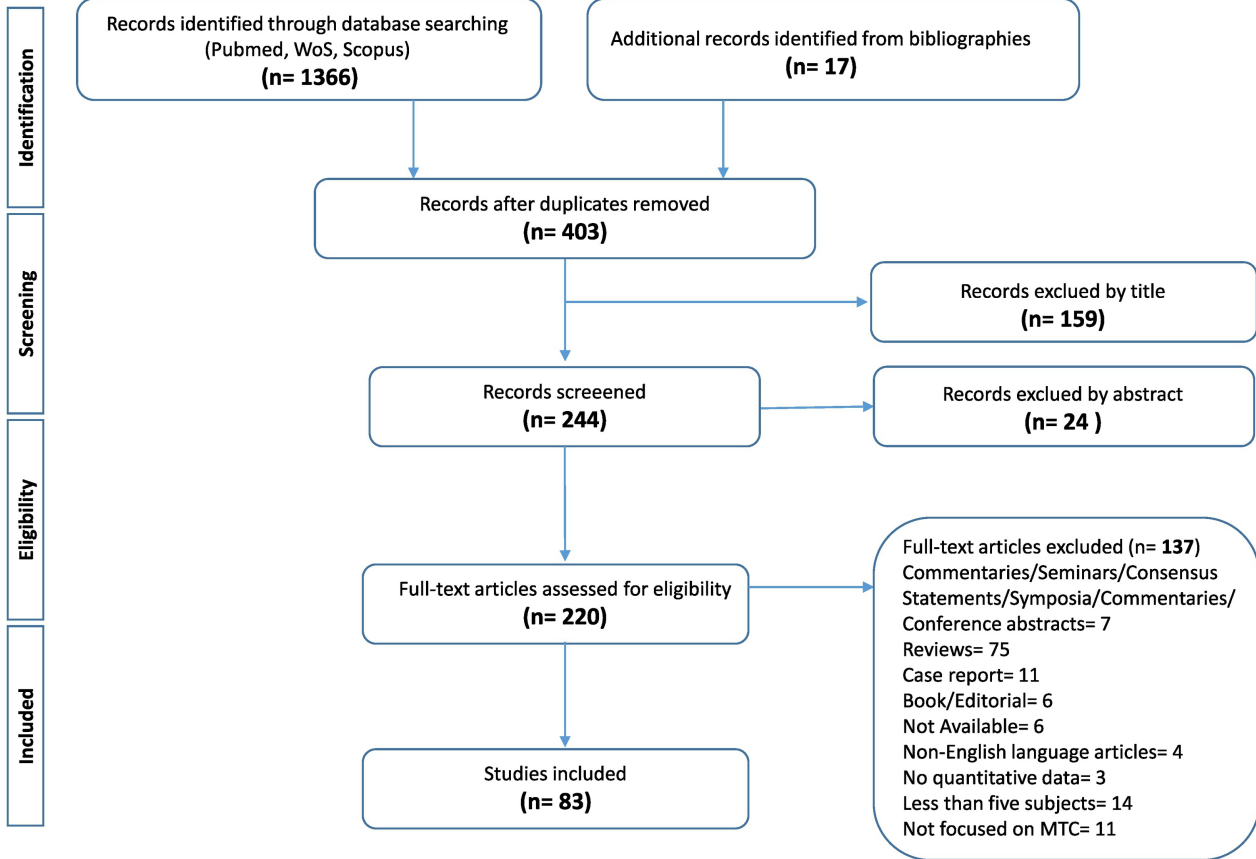 Identification
Records identified through database searching
(Pubmed, WoS, Scopus)
(n= 1366)
Additional records identified from bibliographies
(n= 17)
Records after duplicates removed
(n= 403)
Screening
Records exclued by title
(n= 159)
Records screeened
(n= 244)
Records exclued by abstract
(n= 24 )
Eligibility
Full-text articles assessed for eligibility
(n= 220)
Full-text articles excluded (n= 137)
Commentaries/Seminars/Consensus
Statements/Symposia/Commentaries/
Conference abstracts= 7
Reviews= 75
Case report= 11
Book/Editorial= 6
Not Available= 6
Non-English language articles= 4
No quantitative data= 3
Less than five subjects= 14
Not focused on MTC= 11
Included
Studies included
(n= 83)